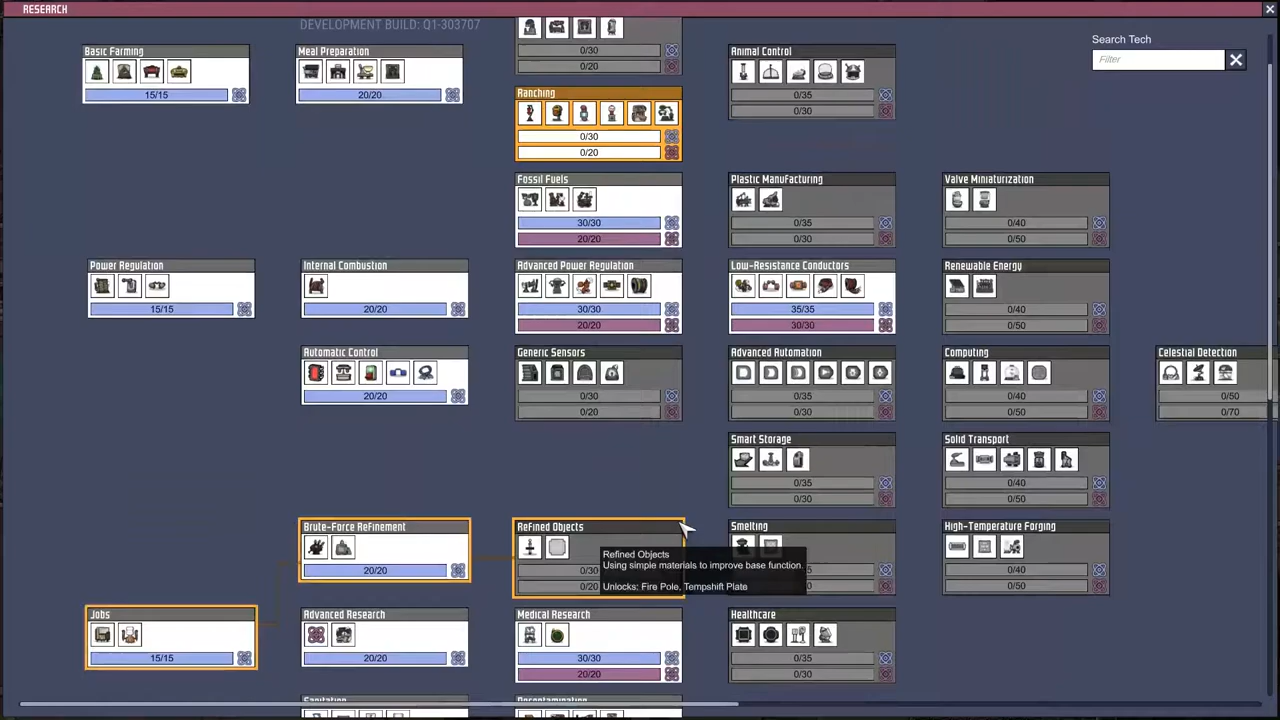 RESEARCH
DEVELOPMENT BUILD: Q1-303707
Search Tech
Filter
0/30
0/20
Basic Farming
15/15
Meal Preparation
20/20
Animal Control
0/35
0/30
Ranching
0/30
0/20
Fossil Fuels
30/30
20/20
Plastic Manufacturing
0/35
0/30
Valve Miniaturization
0/40
0/50
Power Regulation
15/15
Internal Combustion
20/20
Advanced Power Regulation
30/30
20/20
Low-Resistance Conductors
35/35
30/30
Renewable Energy
0/40
0/50
Automatic Control
20/20
Generic Sensors
0/30
0/20
Advanced Automation
0/35
0/30
Computing
0/40
0/50
Celestial Detection
0/50
0/70
Smart Storage
0/35
0/30
Solid Transport
0/40
0/50
Brute-Force Refinement
20/20
Refined Objects
0/30
0/20
Refined Objects
Using simple materials to improve base function.
Unlocks: Fire Pole, Tempshift Plate
Smelting
High-Temperature Forging
0/40
0/50
Jobs
15/15
Advanced Research
20/20
Medical Research
30/30
20/20
Healthcare
0/35
0/30
Sanitation
Decontamination